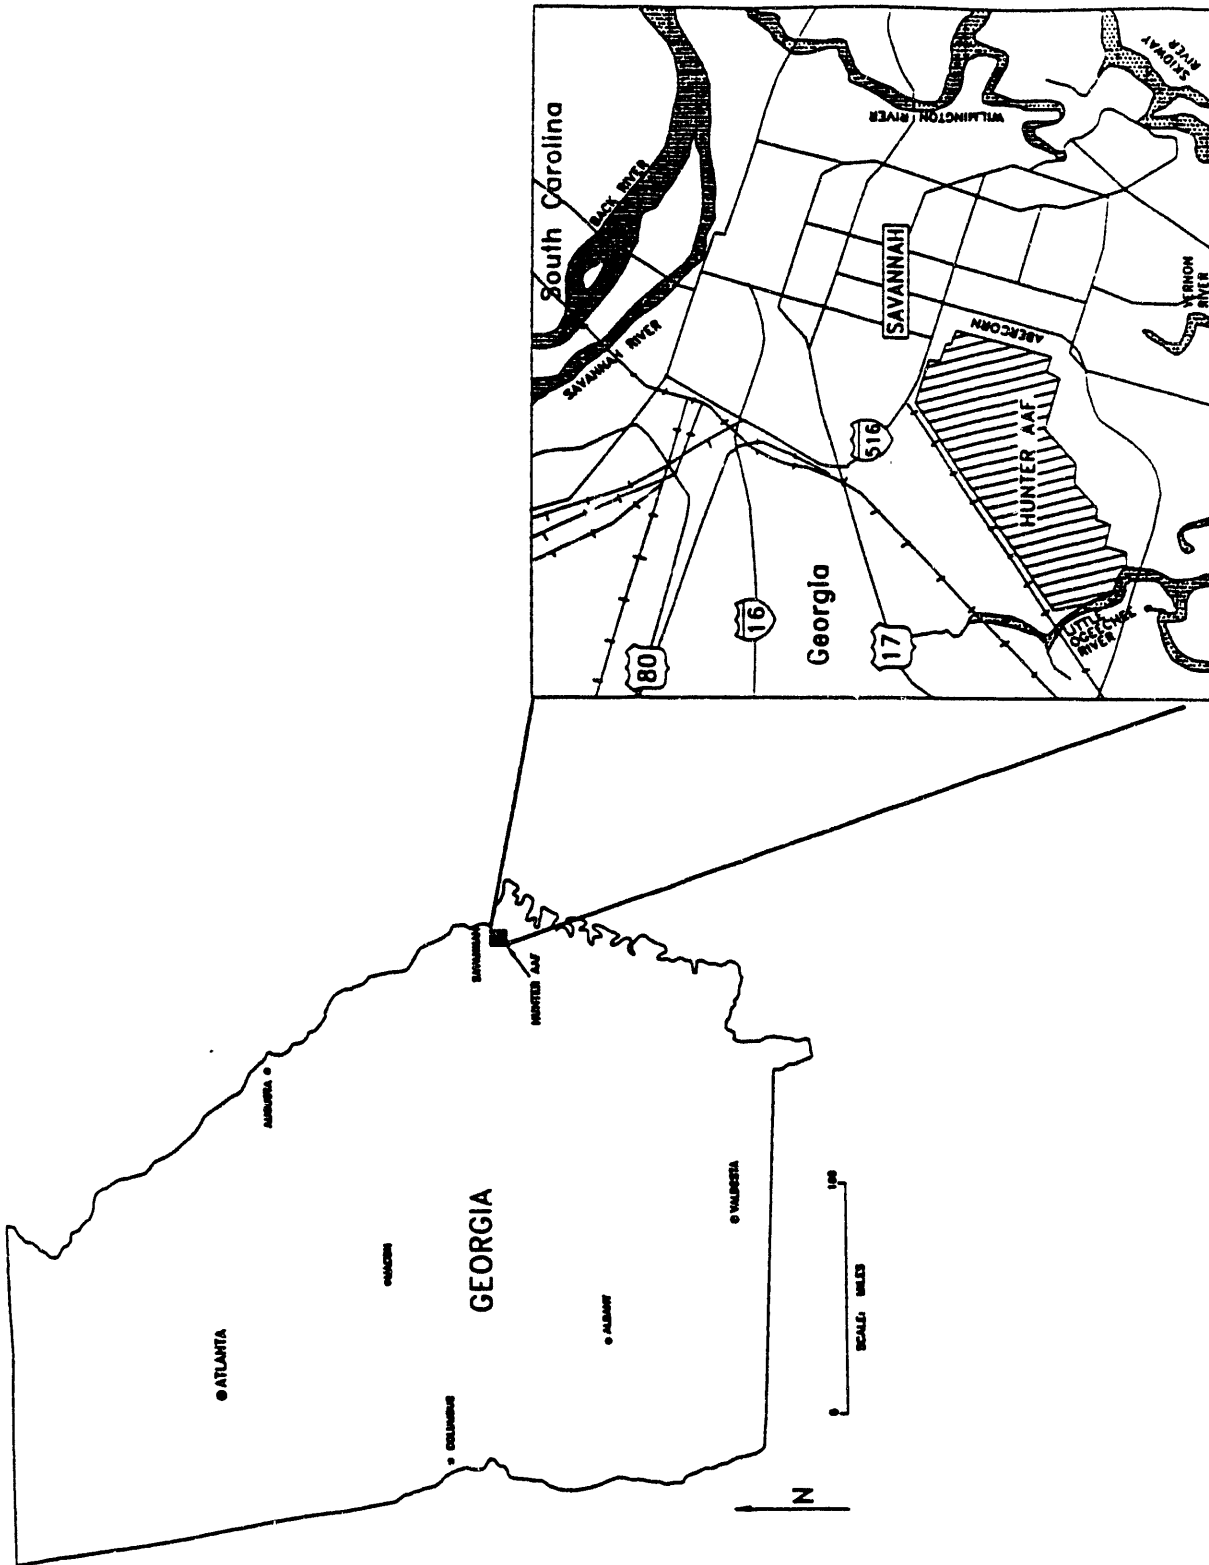 South Carolina
BACK RIVER
SAVANNAH RIVER
WILMINGTON
RIVER
SKIDWAY
RIVER
SAVANNAH
ABERCORN
VERNON
RIVER
516
HUNTER AAF
80
16
Georgia
17
LITTLE
OGEECHEE
RIVER
SAVANNAH
HUNTER AAF
AUGUSTA
ATLANTA
MACON
GEORGIA
COLUMBUS
ALBANY
VALDOSTA
0
100
SCALE: MILES
N